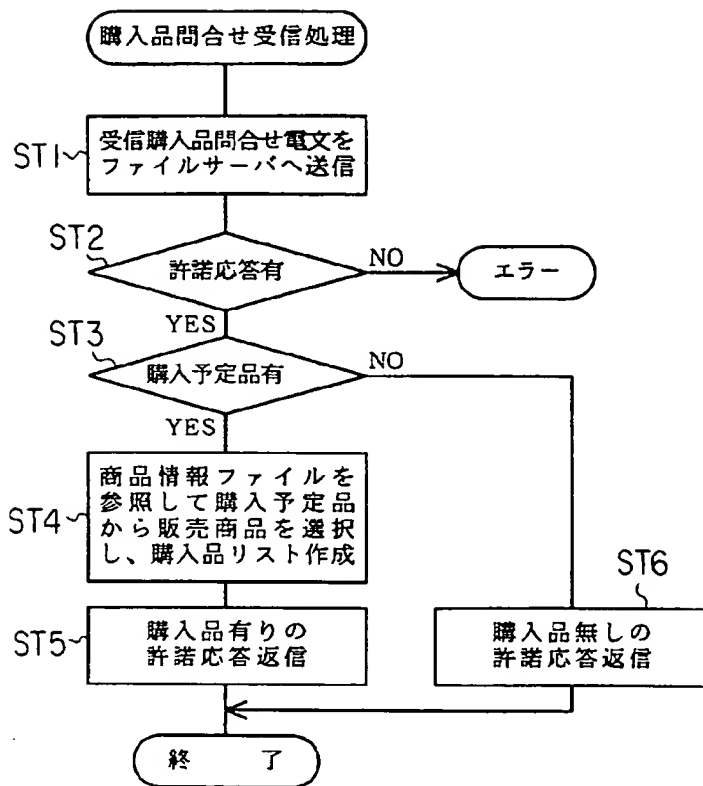 購入品問合せ受信処理
ST1
受信購入品問合せ電文を
ファイルサーバへ送信
ST2
許諾応答有
NO
エラー
YES
ST3
購入予定品有
NO
YES
ST4
商品情報ファイルを
参照して購入予定品
から販売商品を選択
し、購入品リスト作成
ST5
購入品有りの
許諾応答返信
ST6
購入品無しの
許諾応答返信
終 了